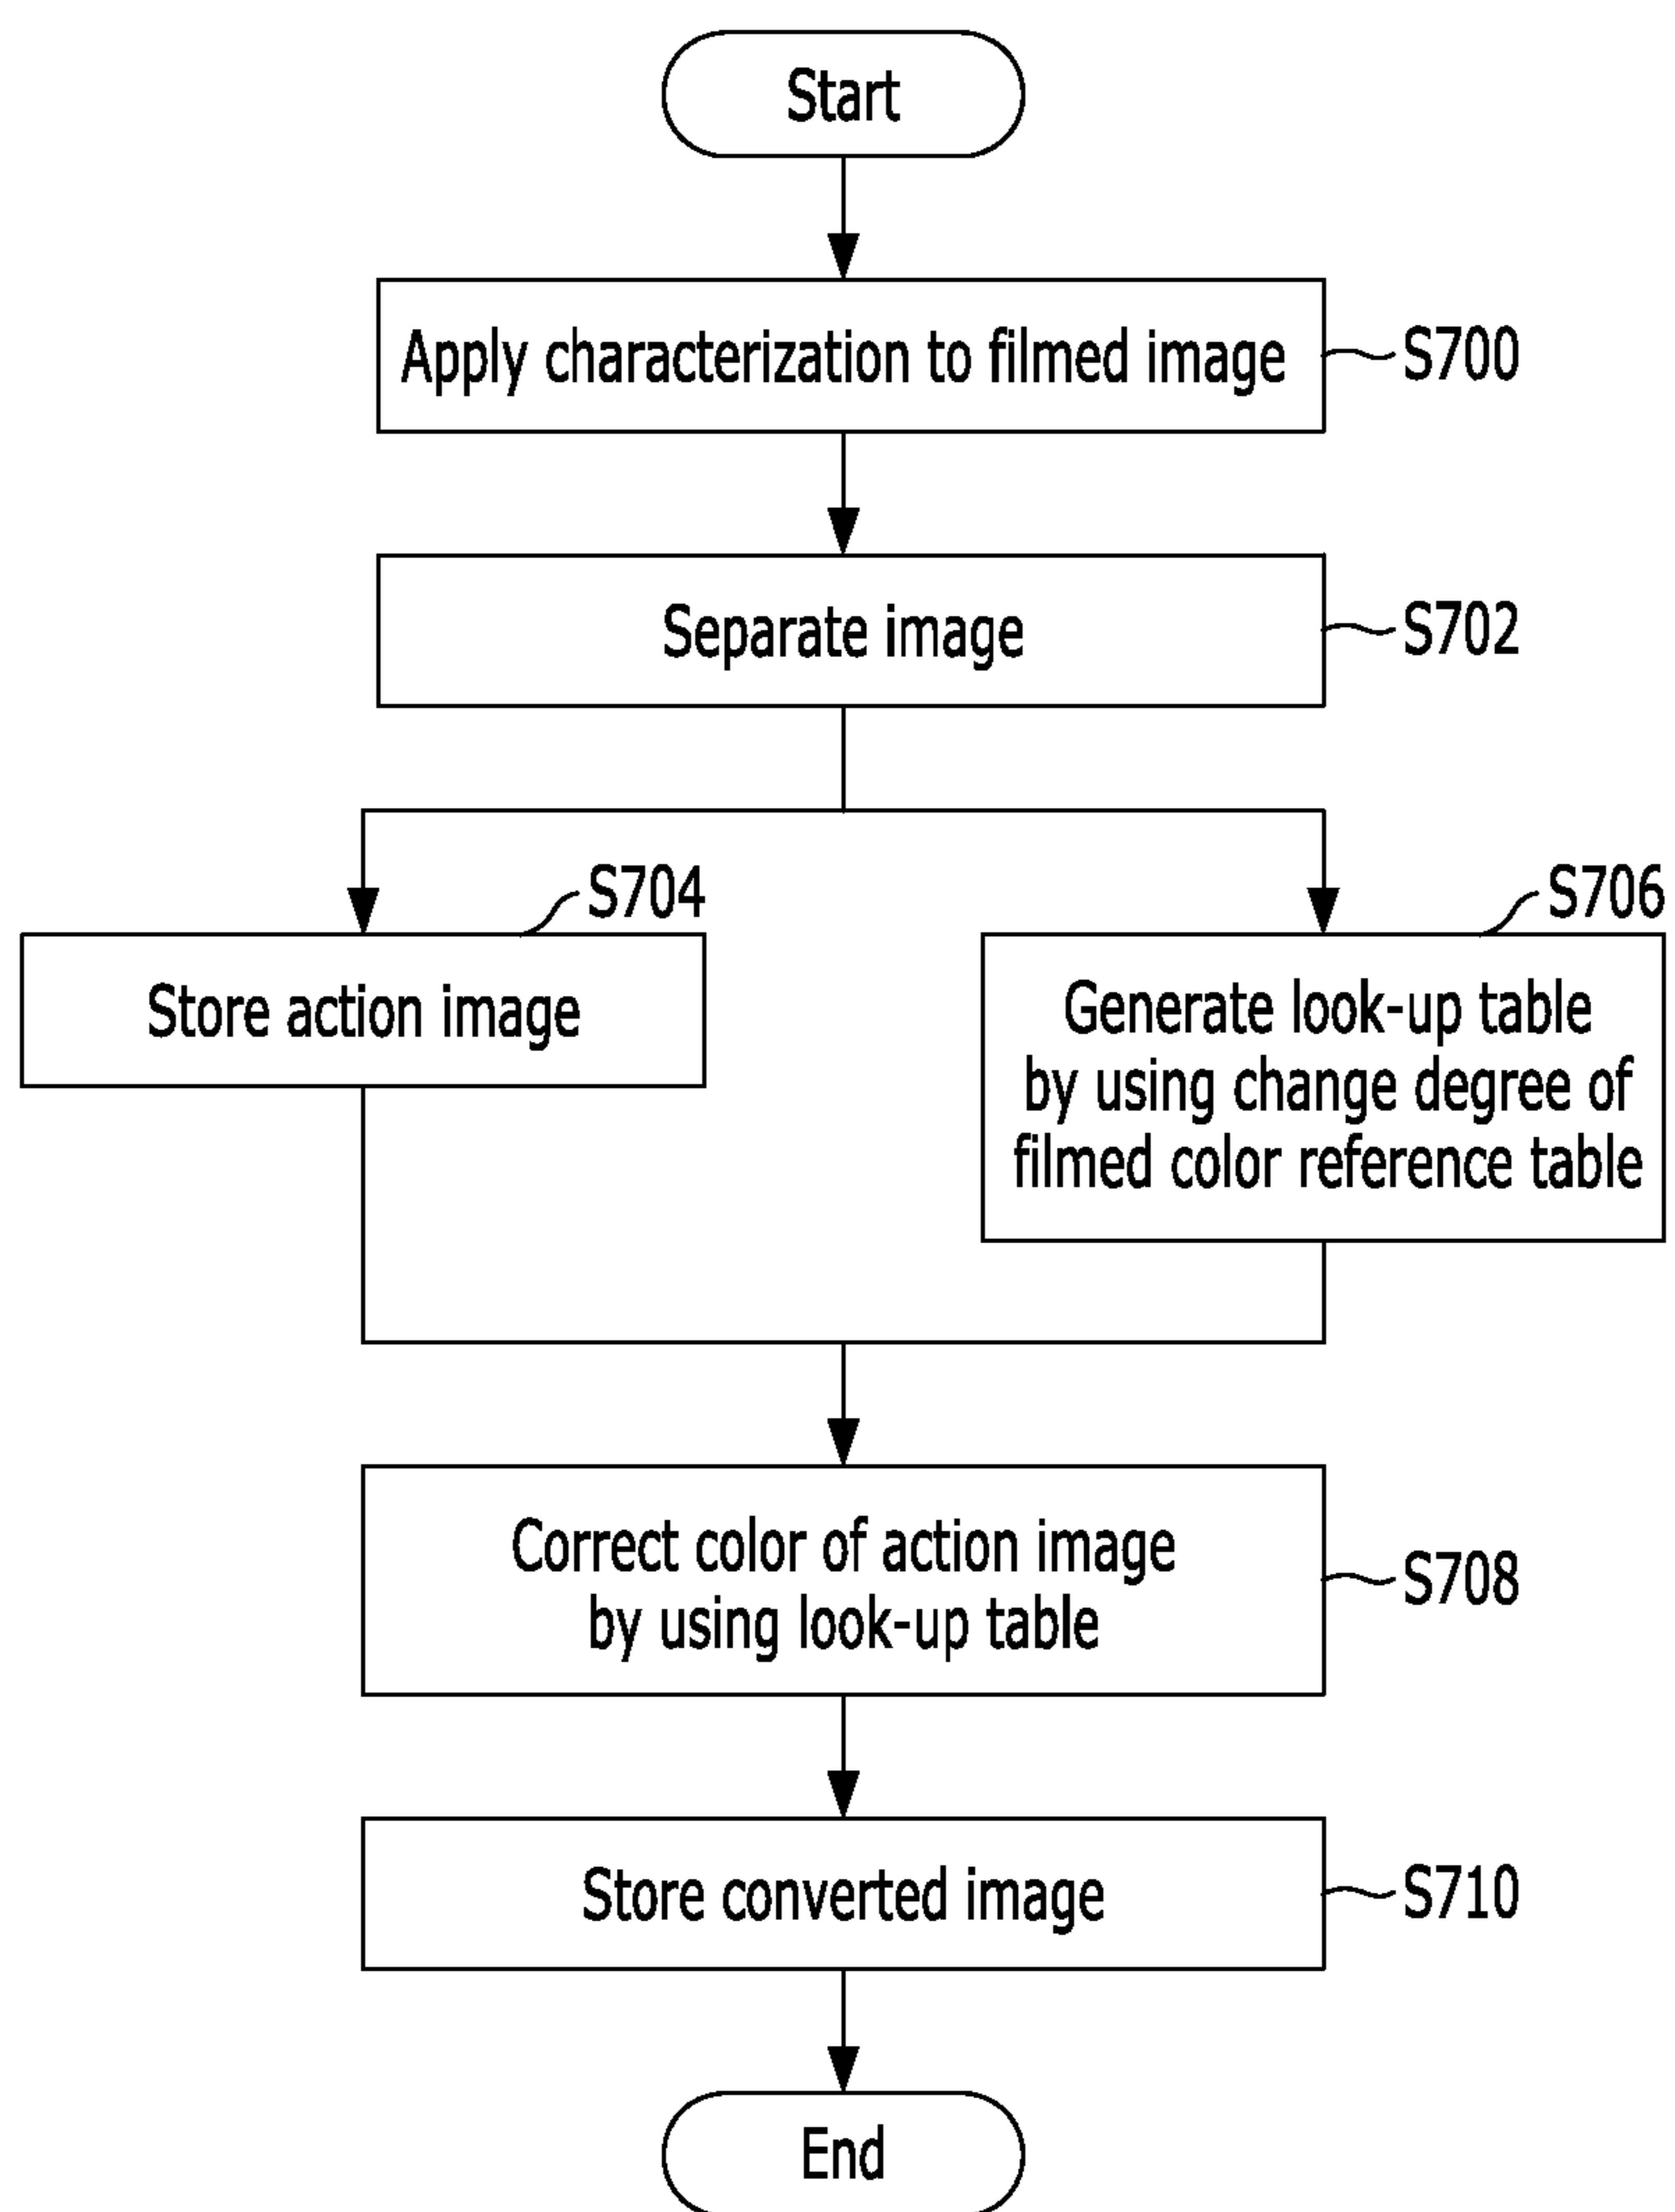 Start
Apply characterization to filmed image
S700
Separate image
S702
S704
Store action image
S706
Generate look-up table
by using change degree of
filmed color reference table
Correct color of action image
by using look-up table
S708
Store converted image
S710
End